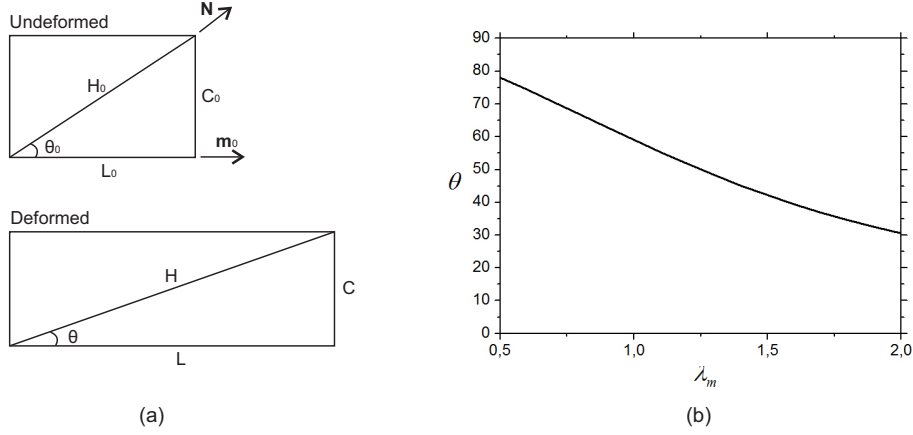 Undeformed
N
H₀
C₀
θ₀
m₀
L₀
Deformed
H
C
θ
L
(a)
90
80
70
60
50
40
30
20
10
0
θ
0,5
1,0
1,5
2,0
λₘ
(b)